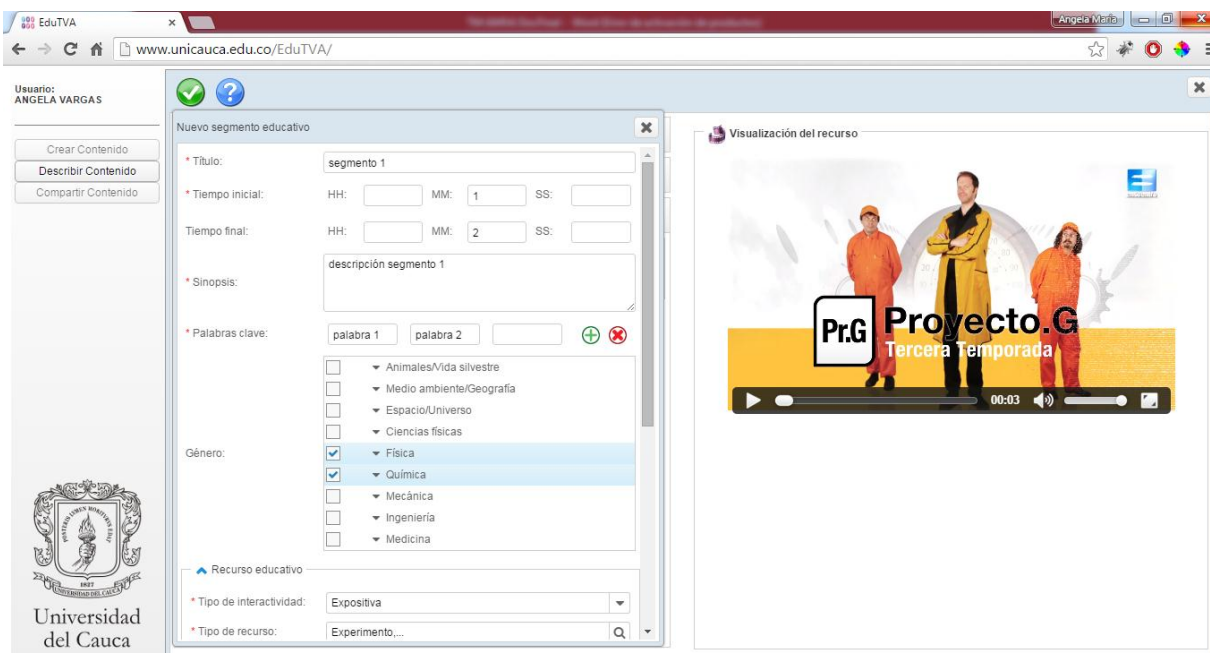 EduTVA
Angela Maria
www.unicauca.edu.co/EduTVA/
Usuario:
ANGELA VARGAS
Crear Contenido
Describir Contenido
Compartir Contenido
Nuevo segmento educativo
* Título: segmento 1
* Tiempo inicial: HH: MM: 1 SS:
Tiempo final: HH: MM: 2 SS:
* Sinopsis: descripción segmento 1
* Palabras clave: palabra 1 palabra 2
Género:
Animales/Vida silvestre
Medio ambiente/Geografía
Espacio/Universo
Ciencias físicas
Física
Química
Mecánica
Ingeniería
Medicina
Recurso educativo
* Tipo de interactividad: Expositiva
* Tipo de recurso: Experimento,...
Visualización del recurso
Pr.G Proyecto.G
Tercera Temporada
00:03
1827
Universidad
del Cauca